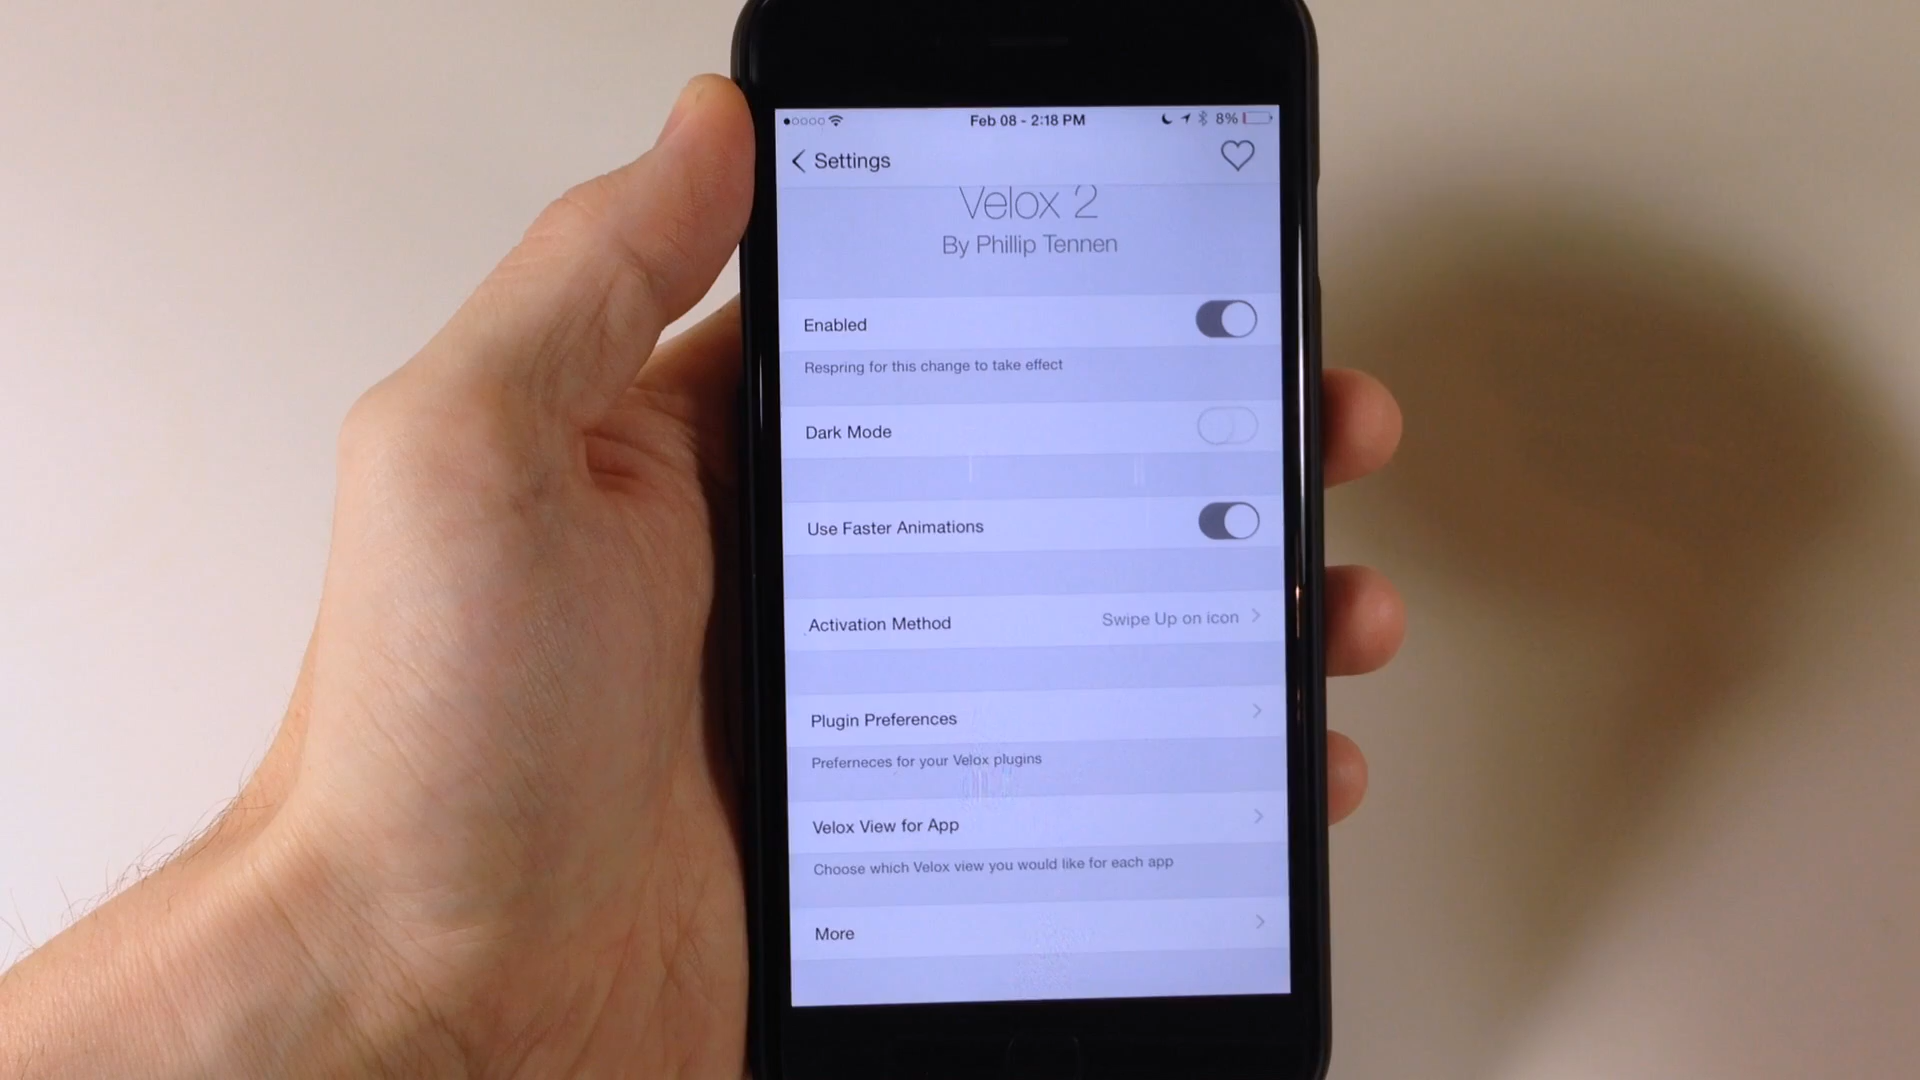 Feb 08 - 2:18 PM 8%
Settings
Velox 2
By Phillip Tennen
Enabled
Respring for this change to take effect
Dark Mode
Use Faster Animations
Activation Method Swipe Up on icon
Plugin Preferences
Preferneces for your Velox plugins
Velox View for App
Choose which Velox view you would like for each app
More